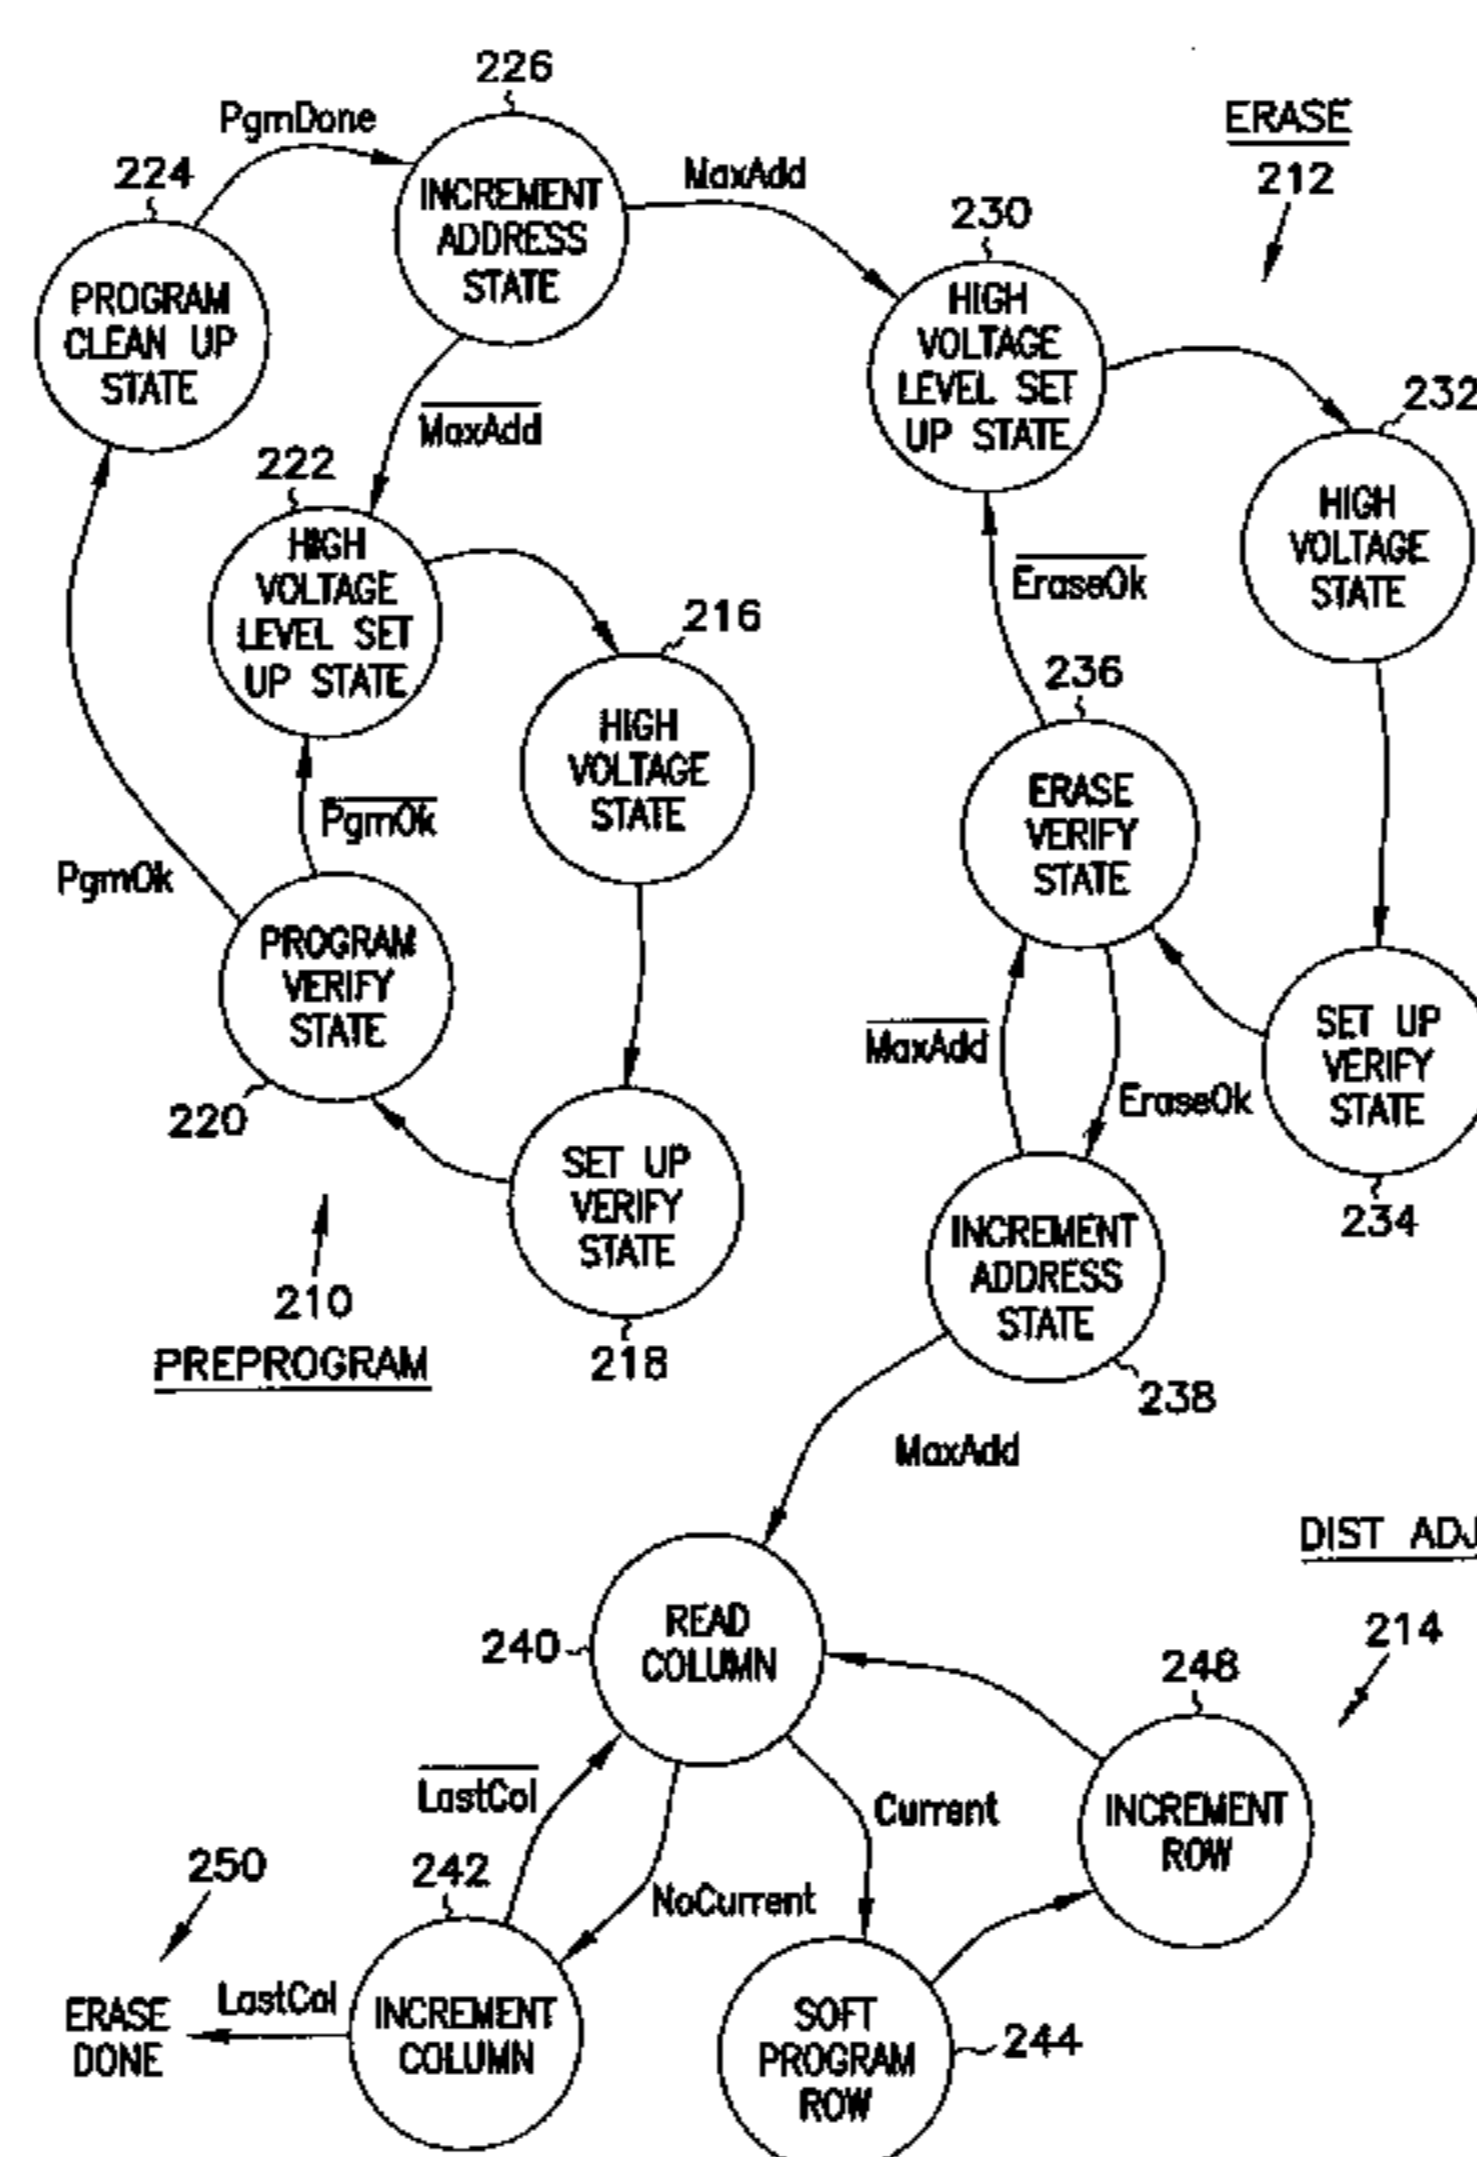 226
PgmDone
INCREMENT
ADDRESS
STATE
MaxAdd
ERASE
212
224
PROGRAM
CLEAN UP
STATE
230
HIGH
VOLTAGE
LEVEL SET
UP STATE
232
HIGH
VOLTAGE
STATE
MaxAdd
222
HIGH
VOLTAGE
LEVEL SET
UP STATE
EraseOk
216
HIGH
VOLTAGE
STATE
236
ERASE
VERIFY
STATE
PgmOk
PgmOk
PROGRAM
VERIFY
STATE
220
MaxAdd
EraseOk
SET UP
VERIFY
STATE
234
SET UP
VERIFY
STATE
218
210
PREPROGRAM
INCREMENT
ADDRESS
STATE
238
MaxAdd
DIST ADJ
214
READ
COLUMN
240
248
INCREMENT
ROW
LastCol
Current
NoCurrent
250
242
ERASE
DONE
LastCol
INCREMENT
COLUMN
SOFT
PROGRAM
ROW
244